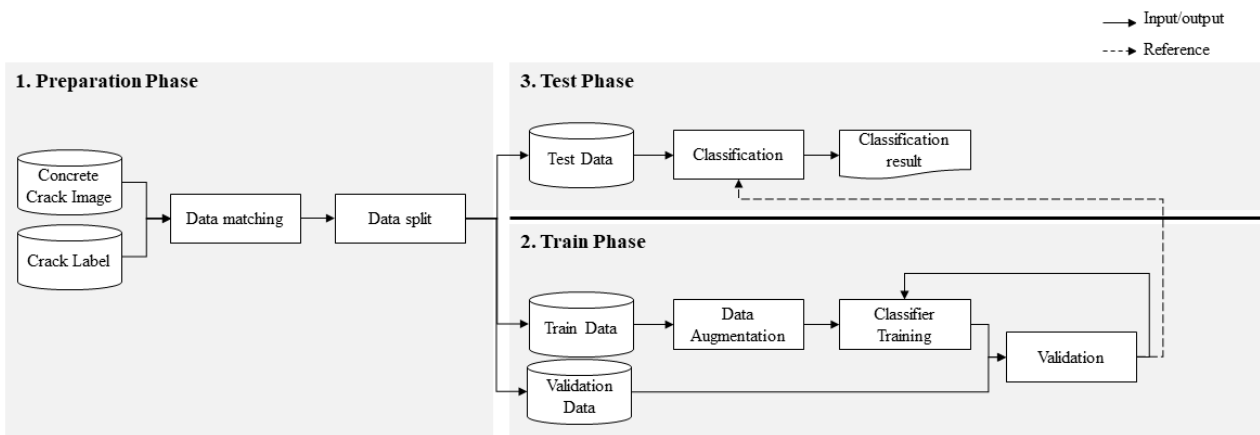 Input/output
Reference
1. Preparation Phase
Concrete
Crack Image
Crack Label
Data matching
Data split
3. Test Phase
Test Data
Classification
Classification
result
2. Train Phase
Train Data
Data
Augmentation
Classifier
Training
Validation
Validation
Data